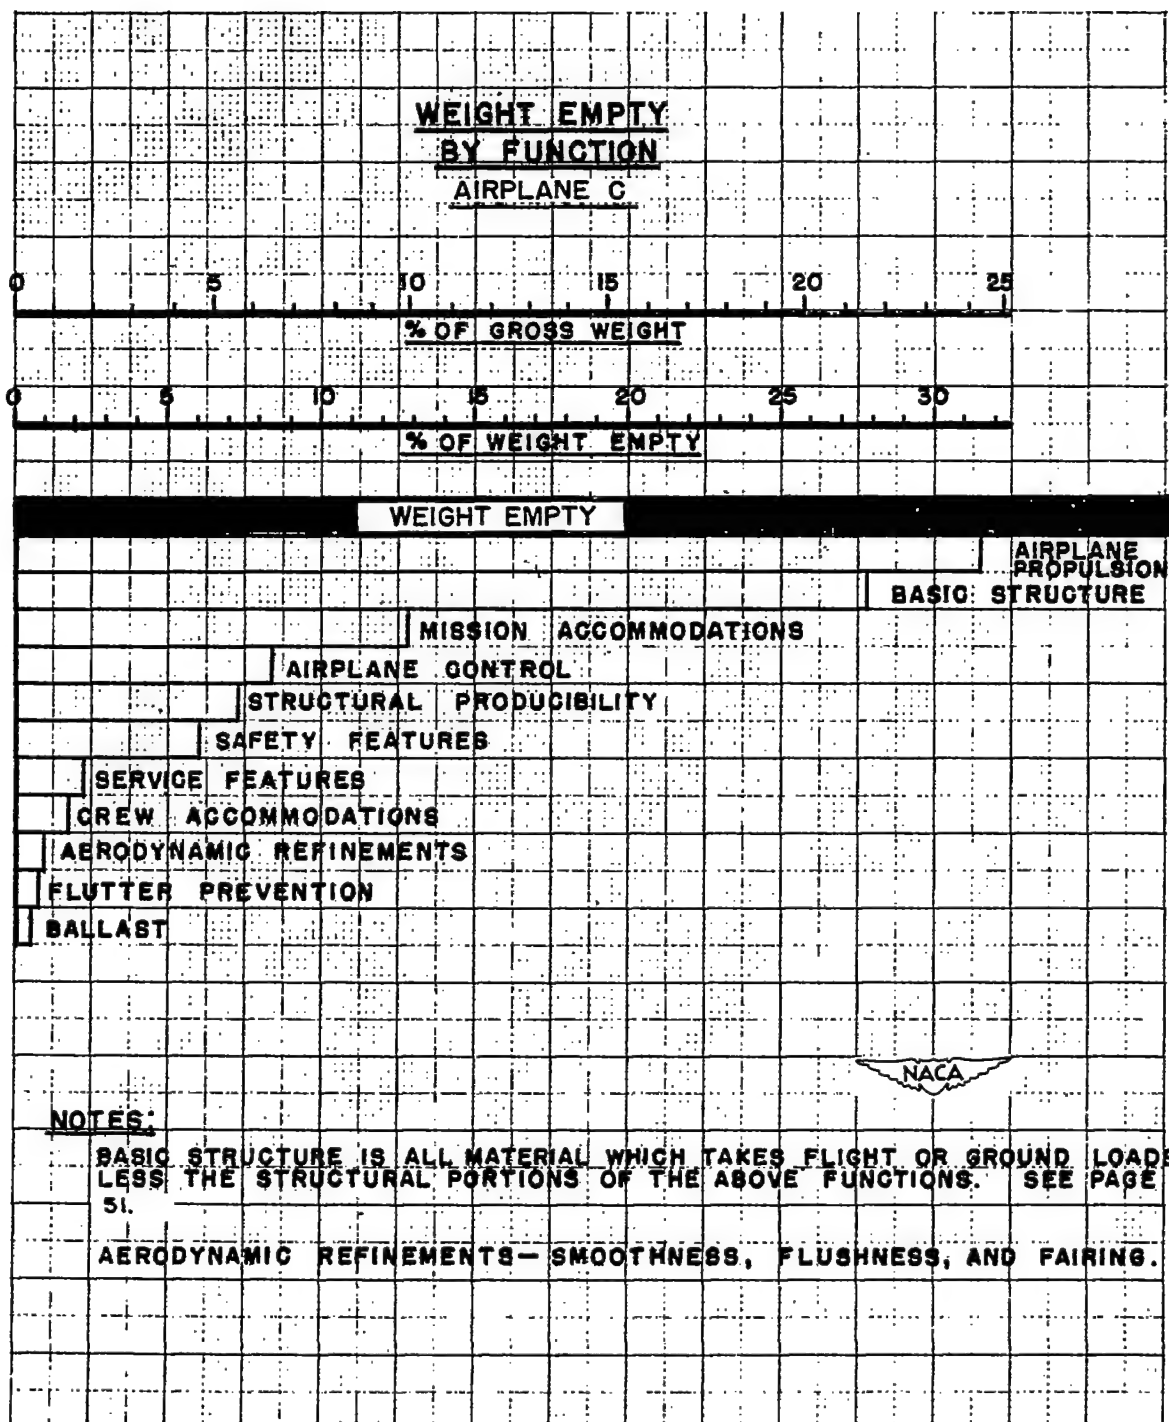 WEIGHT EMPTY
BY FUNCTION
AIRPLANE C
0 5 10 15 20 25
% OF GROSS WEIGHT
0 5 10 15 20 25 30
% OF WEIGHT EMPTY
WEIGHT EMPTY
AIRPLANE
PROPULSION
BASIC STRUCTURE
MISSION ACCOMMODATIONS
AIRPLANE CONTROL
STRUCTURAL PRODUCIBILITY
SAFETY FEATURES
SERVICE FEATURES
CREW ACCOMMODATIONS
AERODYNAMIC REFINEMENTS
FLUTTER PREVENTION
BALLAST
NACA
NOTES:
BASIC STRUCTURE IS ALL MATERIAL WHICH TAKES FLIGHT OR GROUND LOADS
LESS THE STRUCTURAL PORTIONS OF THE ABOVE FUNCTIONS. SEE PAGE
51.
AERODYNAMIC REFINEMENTS— SMOOTHNESS, FLUSHNESS, AND FAIRING.